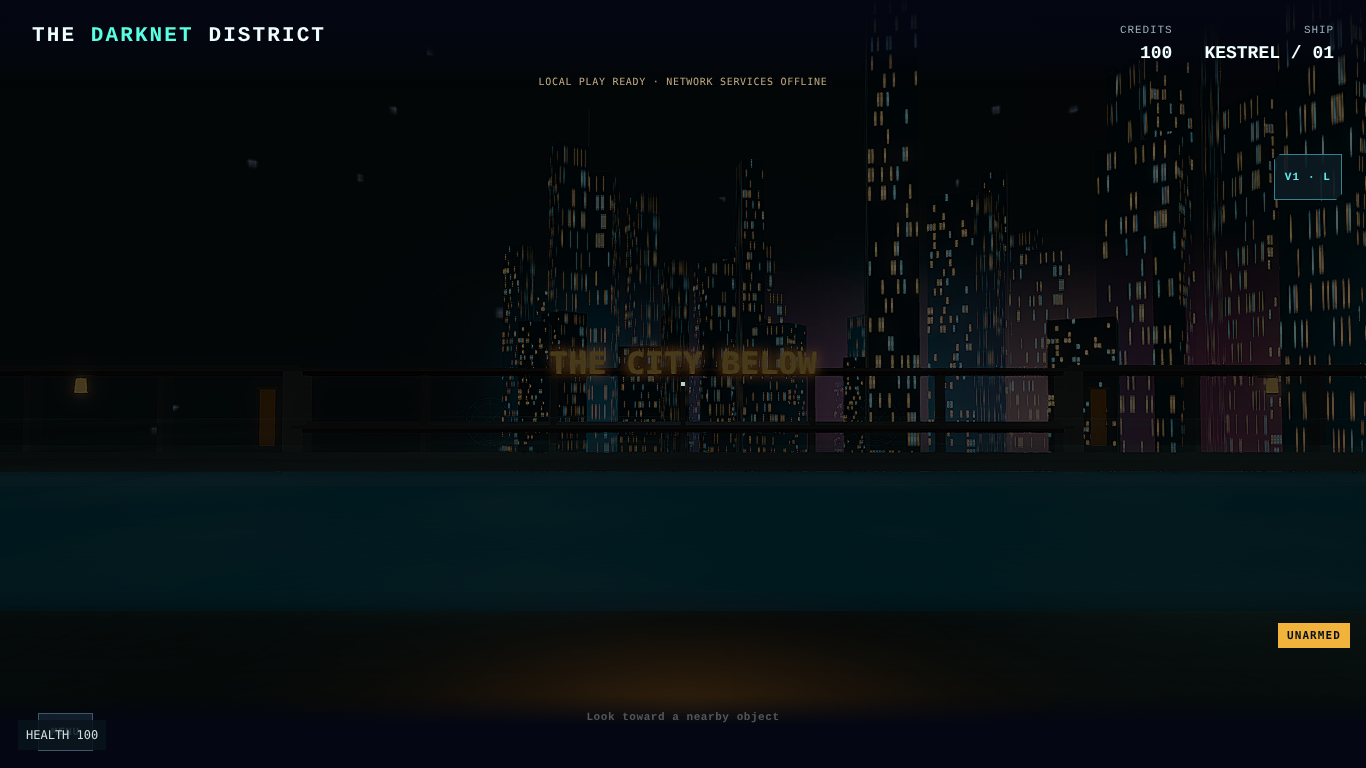 THE DARKNET DISTRICT
CREDITS
100
SHIP
KESTREL / 01
LOCAL PLAY READY · NETWORK SERVICES OFFLINE
V1 · L
THE CITY BELOW
UNARMED
Look toward a nearby object
HEALTH 100